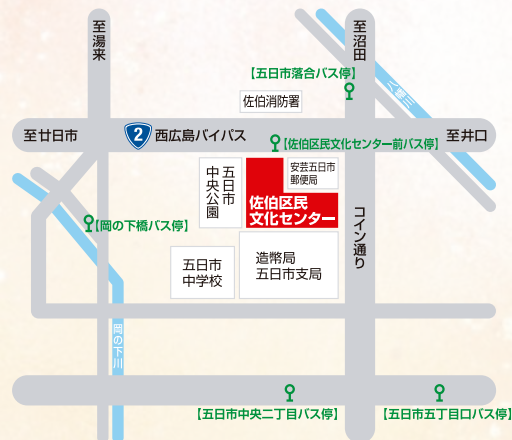 至湯来
至沼田
【五日市落合バス停】
八幡川
佐伯消防署
至廿日市
2
西広島バイパス
【佐伯区民文化センター前バス停】
至井口
五日市
中央公園
安芸五日市
郵便局
佐伯区民
文化センター
コイン通り
【岡の下橋バス停】
五日市
中学校
造幣局
五日市支局
岡の下川
【五日市中央二丁目バス停】
【五日市五丁目口バス停】